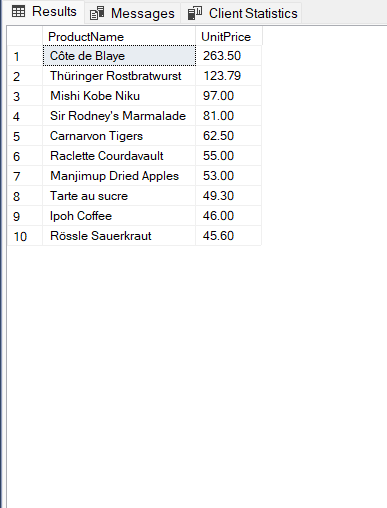 Results Messages Client Statistics
ProductName UnitPrice
1 Côte de Blaye 263.50
2 Thüringer Rostbratwurst 123.79
3 Mishi Kobe Niku 97.00
4 Sir Rodney's Marmalade 81.00
5 Carnarvon Tigers 62.50
6 Raclette Courdavault 55.00
7 Manjimup Dried Apples 53.00
8 Tarte au sucre 49.30
9 Ipoh Coffee 46.00
10 Rössle Sauerkraut 45.60